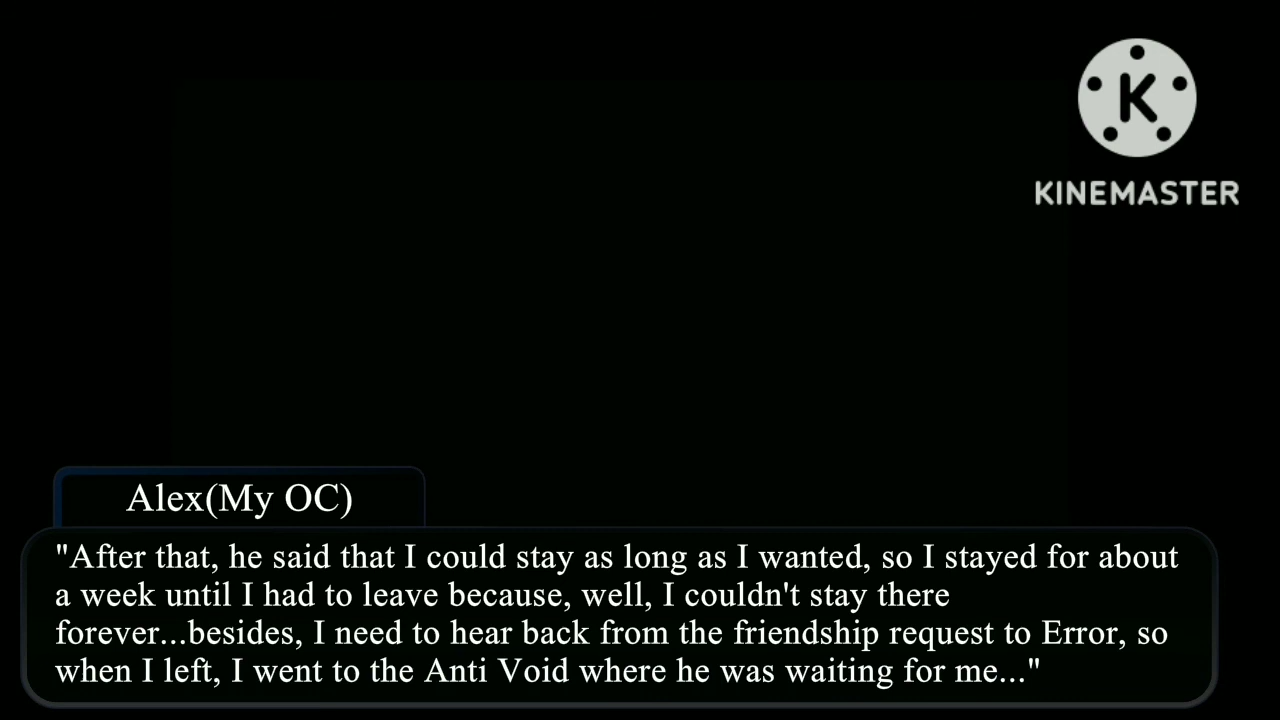 K
KINEMASTER
Alex(My OC)
"After that, he said that I could stay as long as I wanted, so I stayed for about
a week until I had to leave because, well, I couldn't stay there
forever...besides, I need to hear back from the friendship request to Error, so
when I left, I went to the Anti Void where he was waiting for me..."